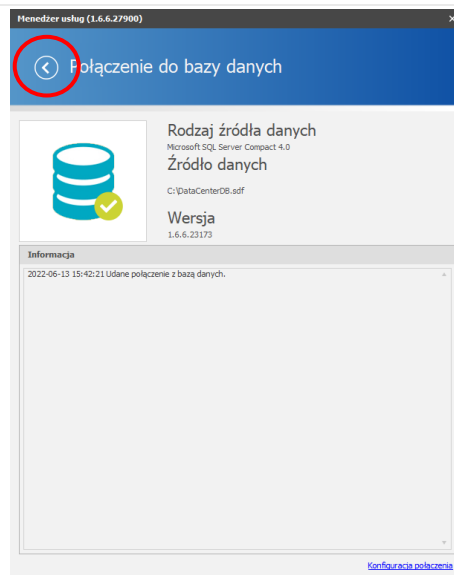 Menedżer usług (1.6.6.27900)
Połączenie do bazy danych
Rodzaj źródła danych
Microsoft SQL Server Compact 4.0
Źródło danych
C:\DataCenterDB.sdf
Wersja
1.6.6.23173
Informacja
2022-06-13 15:42:21 Udane połączenie z bazą danych.
Konfiguracja połączenia